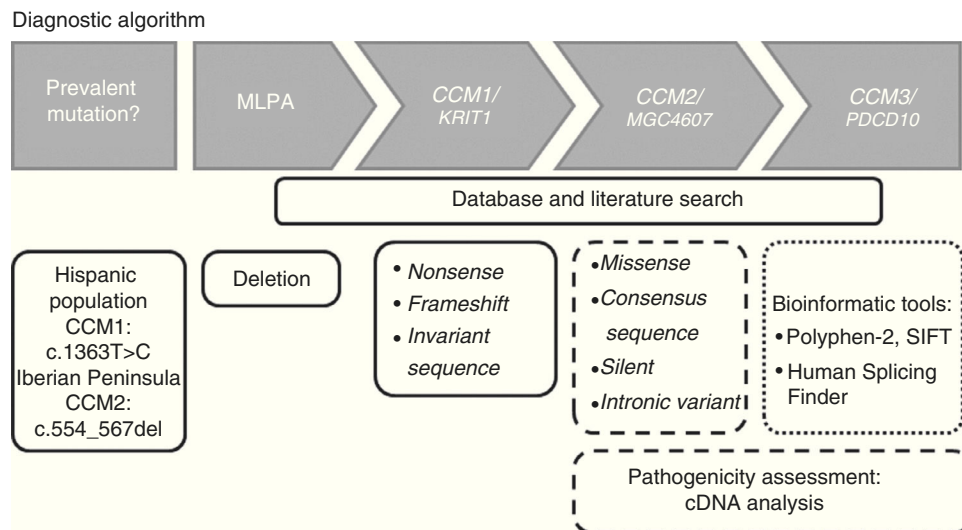 Diagnostic algorithm
Prevalent
mutation?
MLPA
CCM1/
KRIT1
CCM2/
MGC4607
CCM3/
PDCD10
Database and literature search
Hispanic
population
CCM1:
c.1363T>C
Iberian Peninsula
CCM2:
c.554_567del
Deletion
• Nonsense
• Frameshift
• Invariant
sequence
•Missense
•Consensus
sequence
•Silent
•Intronic variant
Bioinformatic tools:
•Polyphen-2, SIFT
• Human Splicing
Finder
Pathogenicity assessment:
cDNA analysis